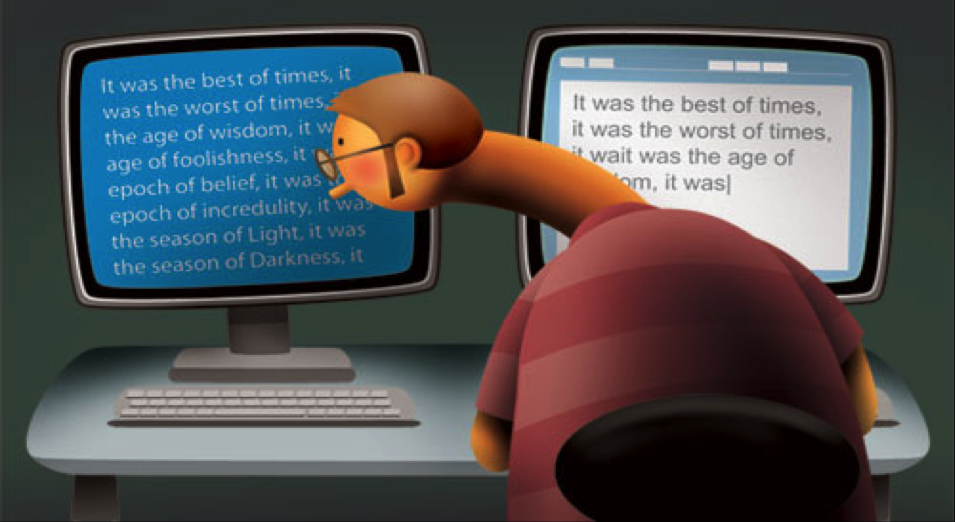 It was the best of times, it
was the worst of times,
the age of wisdom, it
age of foolishness, it
epoch of belief, it was
epoch of incredulity, it was
the season of Light, it was
the season of Darkness, it
It was the best of times,
it was the worst of times,
it wait was the age of
it was|